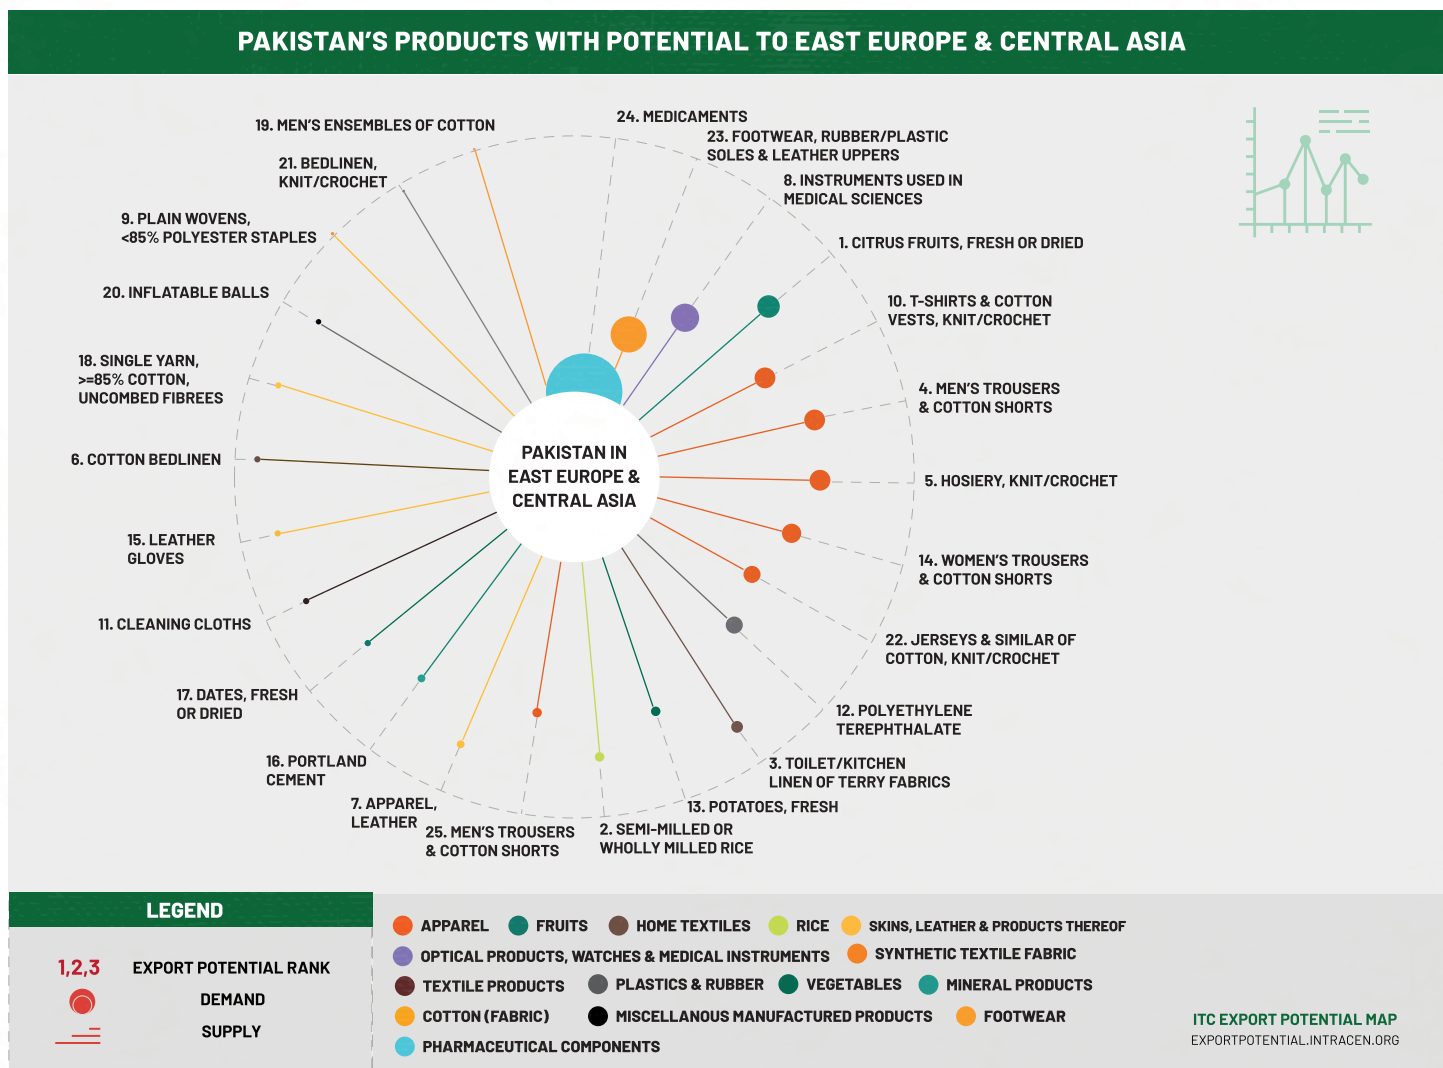 PAKISTAN'S PRODUCTS WITH POTENTIAL TO EAST EUROPE & CENTRAL ASIA
19. MEN'S ENSEMBLES OF COTTON
21. BEDLINEN,
KNIT/CROCHET
9. PLAIN WOVENS,
<85% POLYESTER STAPLES
20. INFLATABLE BALLS
18. SINGLE YARN,
>=85% COTTON,
UNCOMBED FIBREES
6. COTTON BEDLINEN
15. LEATHER
GLOVES
11. CLEANING CLOTHS
17. DATES, FRESH
OR DRIED
16. PORTLAND
CEMENT
7. APPAREL,
LEATHER
25. MEN'S TROUSERS
& COTTON SHORTS
2. SEMI-MILLED OR
WHOLLY MILLED RICE
13. POTATOES, FRESH
3. TOILET/KITCHEN
LINEN OF TERRY FABRICS
12. POLYETHYLENE
TEREPHTHALATE
22. JERSEYS & SIMILAR OF
COTTON, KNIT/CROCHET
14. WOMEN'S TROUSERS
& COTTON SHORTS
5. HOSIERY, KNIT/CROCHET
4. MEN'S TROUSERS
& COTTON SHORTS
10. T-SHIRTS & COTTON
VESTS, KNIT/CROCHET
1. CITRUS FRUITS, FRESH OR DRIED
8. INSTRUMENTS USED IN
MEDICAL SCIENCES
23. FOOTWEAR, RUBBER/PLASTIC
SOLES & LEATHER UPPERS
24. MEDICAMENTS
PAKISTAN IN
EAST EUROPE &
CENTRAL ASIA
LEGEND
1,2,3 EXPORT POTENTIAL RANK
DEMAND
SUPPLY
APPAREL FRUITS HOME TEXTILES RICE SKINS, LEATHER & PRODUCTS THEREOF
OPTICAL PRODUCTS, WATCHES & MEDICAL INSTRUMENTS SYNTHETIC TEXTILE FABRIC
TEXTILE PRODUCTS PLASTICS & RUBBER VEGETABLES MINERAL PRODUCTS
COTTON (FABRIC) MISCELLANOUS MANUFACTURED PRODUCTS FOOTWEAR
PHARMACEUTICAL COMPONENTS
ITC EXPORT POTENTIAL MAP
EXPORTPOTENTIAL.INTRACEN.ORG